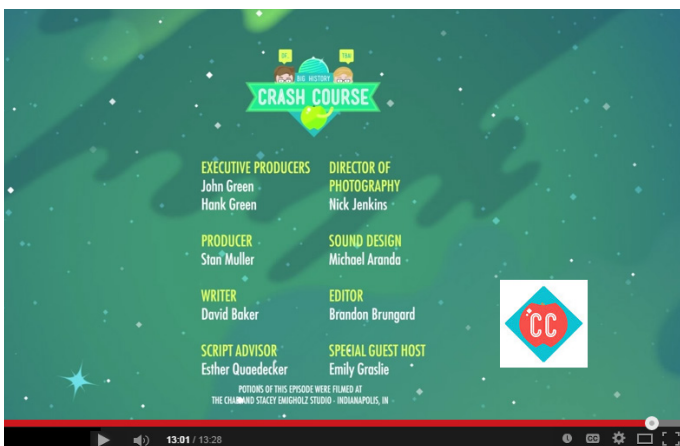 BIG HISTORY
CRASH COURSE
EXECUTIVE PRODUCERS
John Green
Hank Green
DIRECTOR OF
PHOTOGRAPHY
Nick Jenkins
PRODUCER
Stan Muller
SOUND DESIGN
Michael Aranda
WRITER
David Baker
EDITOR
Brandon Brungard
SCRIPT ADVISOR
Esther Quaedecker
SPECIAL GUEST HOST
Emily Graslie
POTIONS OF THIS EPISODE WERE FILMED AT
AND STACEY EMIGHOLZ STUDIO - INDIANAPOLIS, IN
CC
13:01 / 13:28
CC